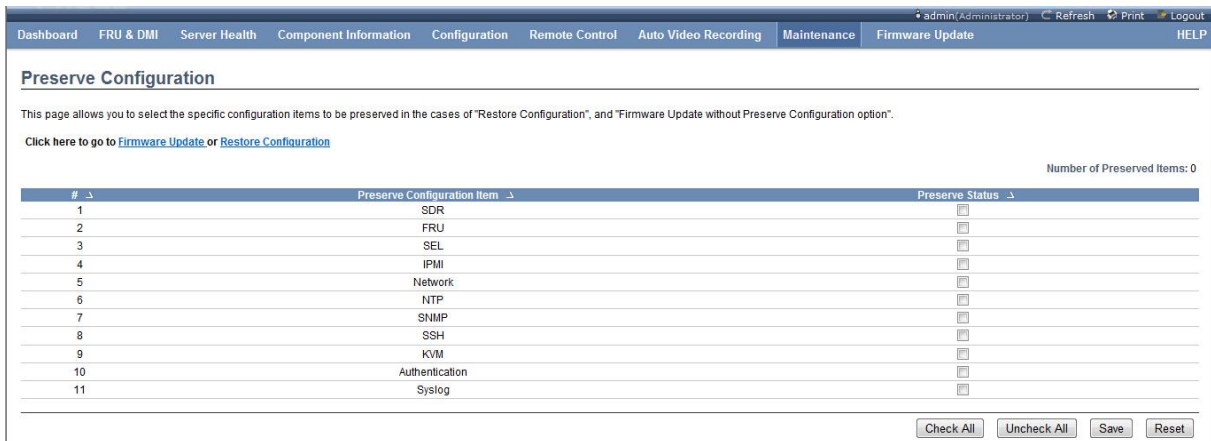 admin(Administrator) Refresh Print Logout
Dashboard FRU & DMI Server Health Component Information Configuration Remote Control Auto Video Recording Maintenance Firmware Update HELP
Preserve Configuration
This page allows you to select the specific configuration items to be preserved in the cases of "Restore Configuration", and "Firmware Update without Preserve Configuration option".
Click here to go to Firmware Update or Restore Configuration
Number of Preserved Items: 0
# Preserve Configuration Item Preserve Status
1 SDR
2 FRU
3 SEL
4 IPMI
5 Network
6 NTP
7 SNMP
8 SSH
9 KVM
10 Authentication
11 Syslog
Check All Uncheck All Save Reset